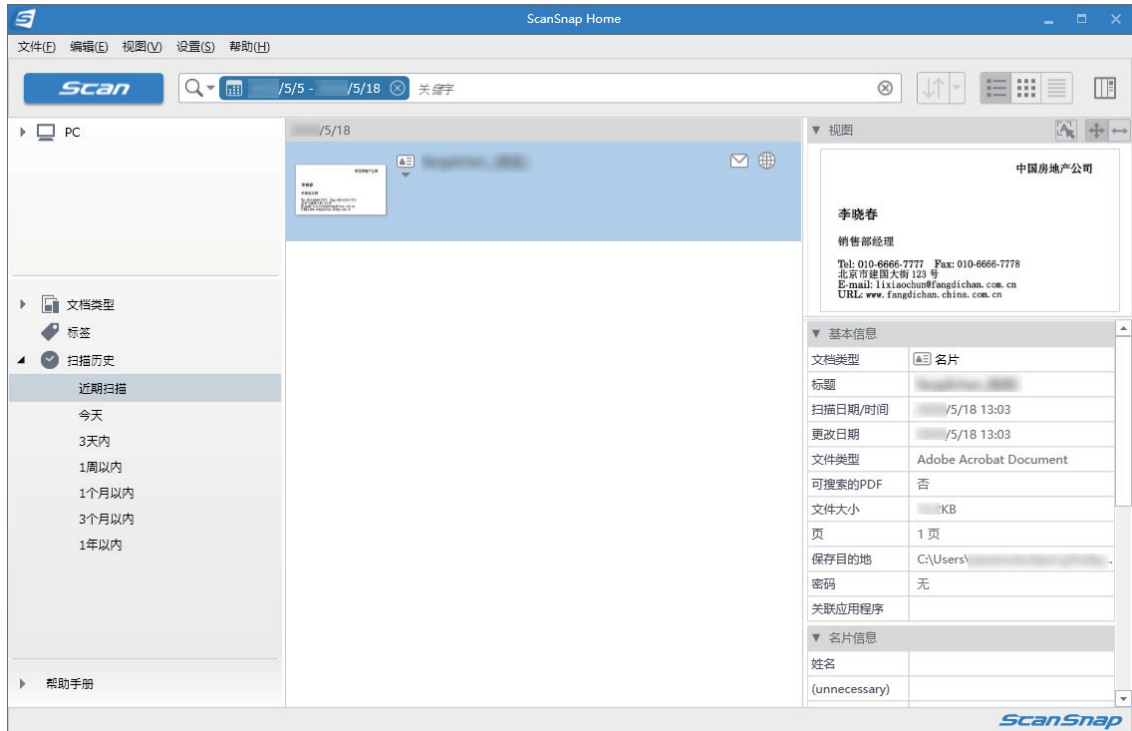 ScanSnap Home
文件(F) 编辑(E) 视图(V) 设置(S) 帮助(H)
Scan
/5/5 - /5/18 关键字
PC
文档类型
标签
扫描历史
近期扫描
今天
3天内
1周以内
1个月以内
3个月以内
1年以内
帮助手册
/5/18
视图
中国房地产公司
李晓春
销售部经理
Tel: 010-6666-7777 Fax: 010-6666-7778
北京市建国大街 123 号
E-mail: lixiaochun@fangdichan. com. cn
URL: www. fangdichan. china. com. cn
基本信息
文档类型 名片
标题
扫描日期/时间 /5/18 13:03
更改日期 /5/18 13:03
文件类型 Adobe Acrobat Document
可搜索的PDF 否
文件大小 KB
页 1 页
保存目的地 C:\Users\
密码 无
关联应用程序
名片信息
姓名
(unnecessary)
ScanSnap